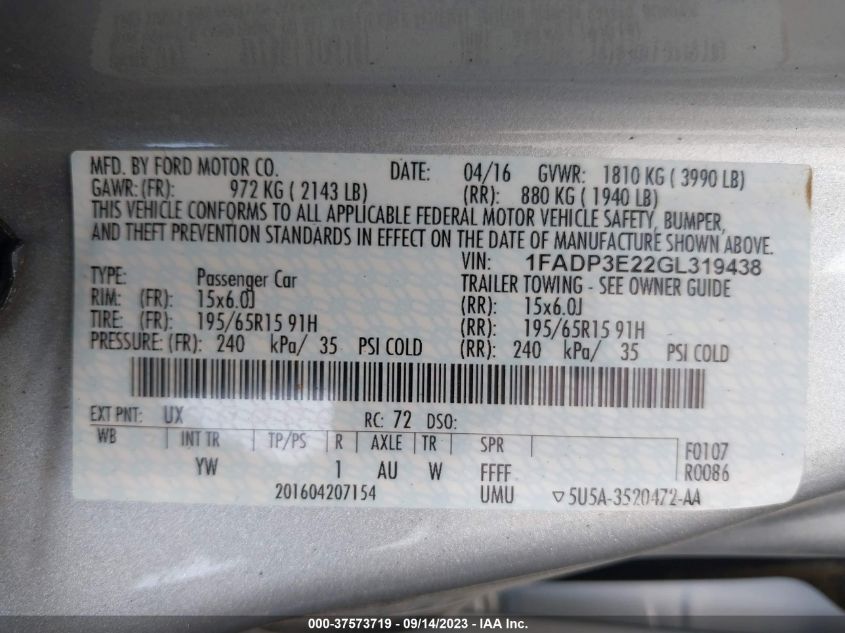 MFD. BY FORD MOTOR CO. DATE: 04/16 GVWR: 1810 KG ( 3990 LB)
GAWR: (FR): 972 KG ( 2143 LB) (RR): 880 KG ( 1940 LB)
THIS VEHICLE CONFORMS TO ALL APPLICABLE FEDERAL MOTOR VEHICLE SAFETY, BUMPER,
AND THEFT PREVENTION STANDARDS IN EFFECT ON THE DATE OF MANUFACTURE SHOWN ABOVE.
VIN: 1FADP3E22GL319438
TYPE: Passenger Car TRAILER TOWING - SEE OWNER GUIDE
RIM: (FR): 15x6.0J (RR): 15x6.0J
TIRE: (FR): 195/65R15 91H (RR): 195/65R15 91H
PRESSURE: (FR): 240 kPa/ 35 PSI COLD (RR): 240 kPa/ 35 PSI COLD
EXT PNT: UX RC: 72 DSO:
WB INT TR TP/PS R AXLE TR SPR F0107
YW 1 AU W FFFF R0086
201604207154 UMU ▽5U5A-3520472-AA
000-37573719 - 09/14/2023 - IAA Inc.